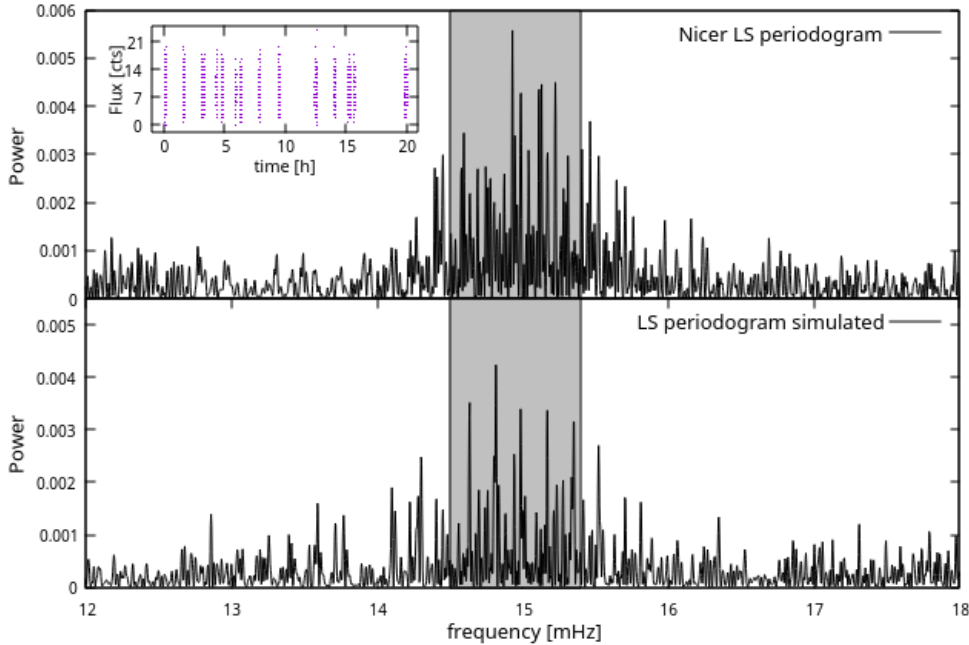 0.006
0.005
0.004
0.003
0.002
0.001
0
Power
Nicer LS periodogram
21
14
7
0
Flux [cts]
0 5 10 15 20
time [h]
0.005
0.004
0.003
0.002
0.001
0
Power
LS periodogram simulated
12 13 14 15 16 17 18
frequency [mHz]